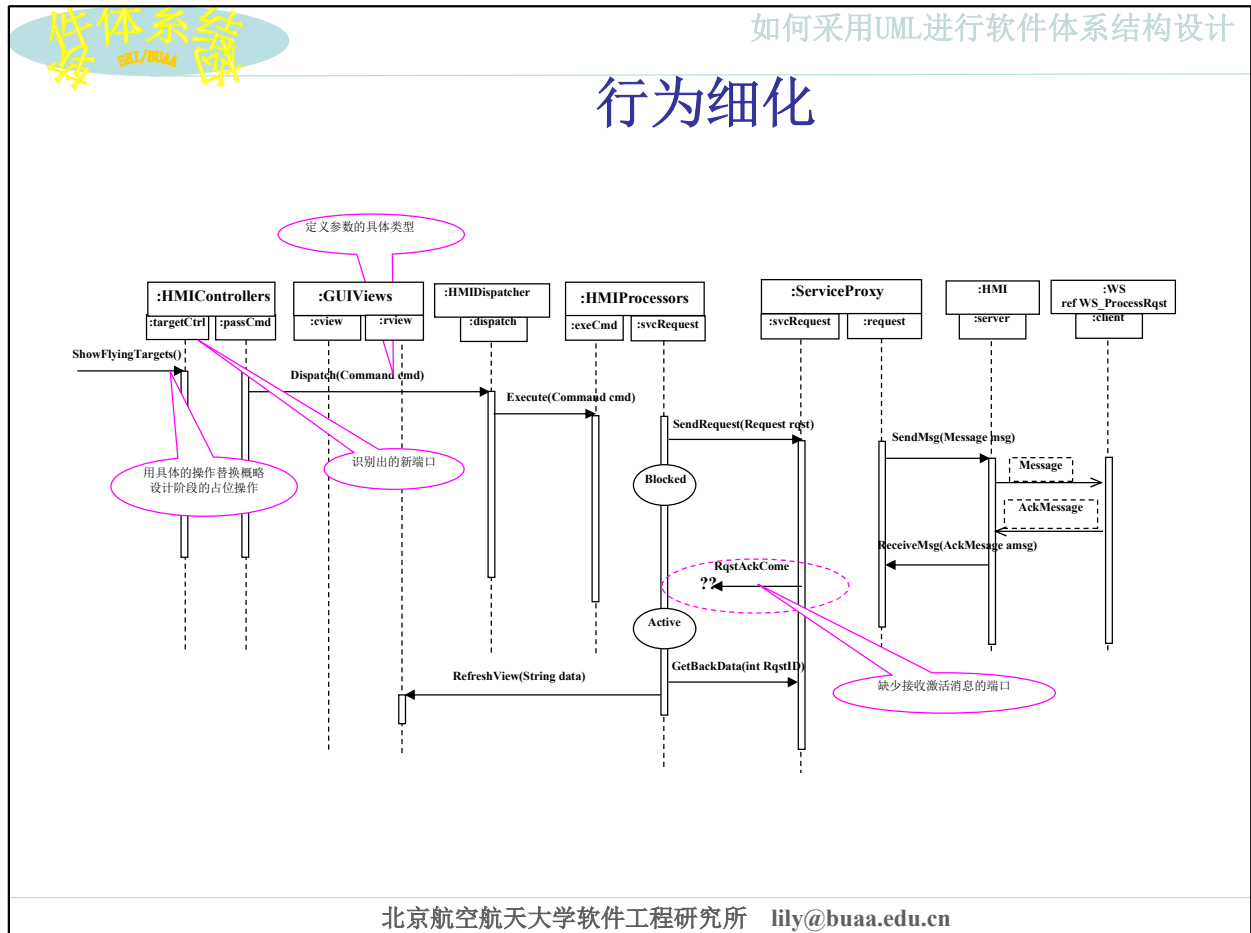 件体系结
SEI/BUAA
如何采用UML进行软件体系结构设计
行为细化
定义参数的具体类型
:HMIControllers
:targetCtrl
:passCmd
:GUIViews
:cview
:rview
:HMIDispatcher
:dispatch
:HMIProcessors
:exeCmd
:svcRequest
:ServiceProxy
:svcRequest
:request
:HMI
:server
:WS
ref WS_ProcessRqst
:client
ShowFlyingTargets()
Dispatch(Command cmd)
Execute(Command cmd)
SendRequest(Request rqst)
SendMsg(Message msg)
识别出的新端口
用具体的操作替换概略
设计阶段的占位操作
Blocked
Message
AckMessage
ReceiveMsg(AckMesage amsg)
RqstAckCome
??
Active
GetBackData(int RqstID)
RefreshView(String data)
缺少接收激活消息的端口
北京航空航天大学软件工程研究所 lily@buaa.edu.cn